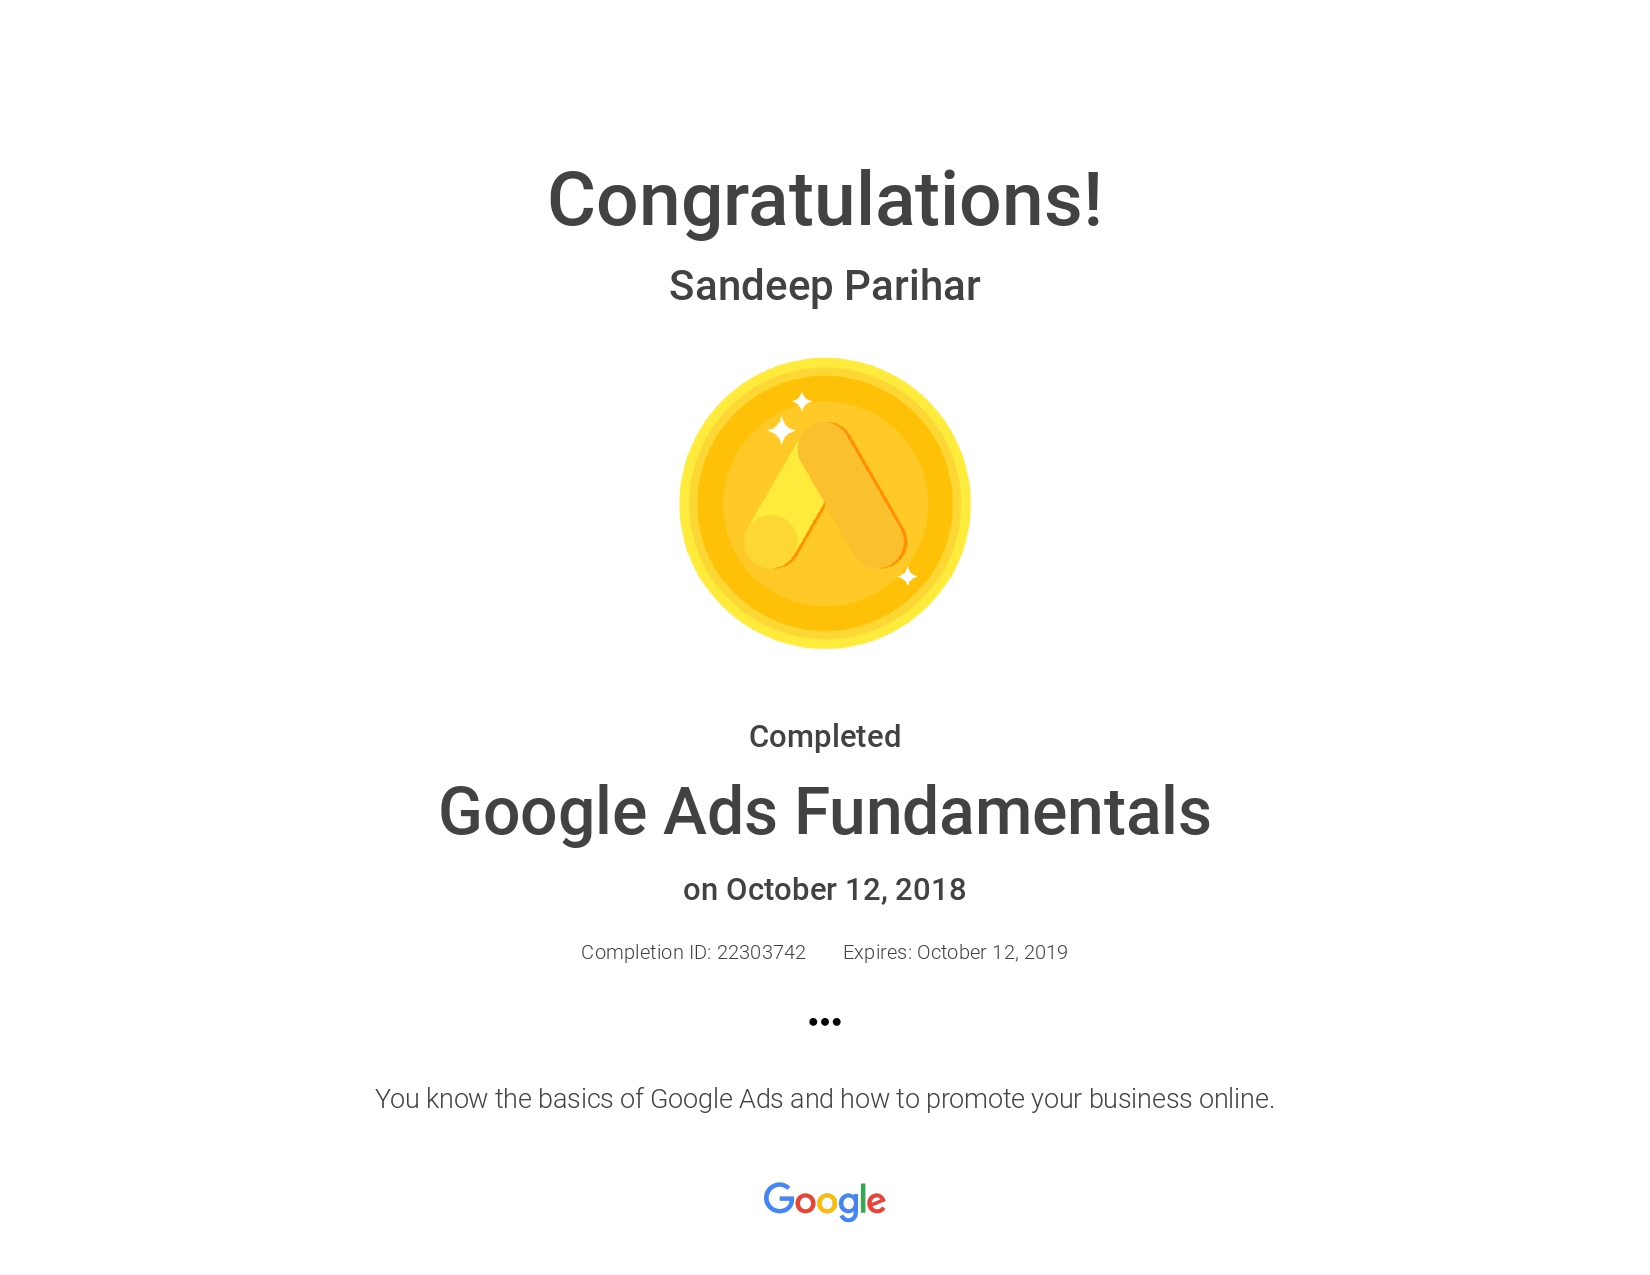 Congratulations!
Sandeep Parihar
Completed
Google Ads Fundamentals
on October 12, 2018
Completion ID: 22303742 Expires: October 12, 2019
•••
You know the basics of Google Ads and how to promote your business online.
Google